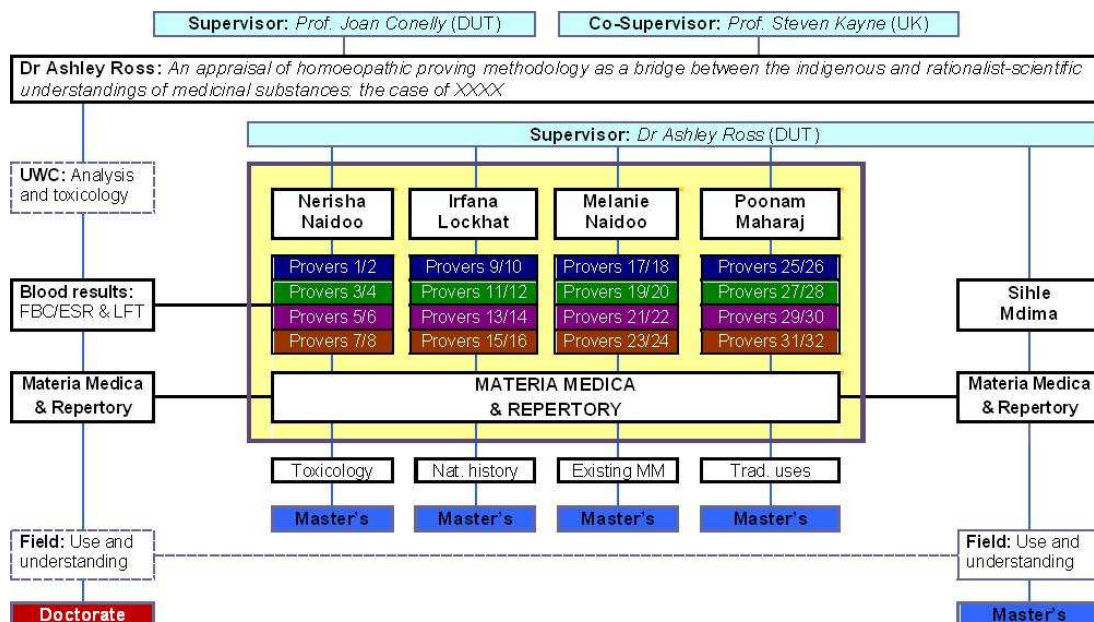 Supervisor: Prof. Joan Conelly (DUT)
Co-Supervisor: Prof. Steven Kayne (UK)
Dr Ashley Ross: An appraisal of homoeopathic proving methodology as a bridge between the indigenous and rationalist-scientific
understandings of medicinal substances: the case of XXXX
Supervisor: Dr Ashley Ross (DUT)
UWC: Analysis
and toxicology
Nerisha
Naidoo
Irfana
Lockhat
Melanie
Naidoo
Poonam
Maharaj
Provers 1/2
Provers 9/10
Provers 17/18
Provers 25/26
Provers 3/4
Provers 11/12
Provers 19/20
Provers 27/28
Provers 5/6
Provers 13/14
Provers 21/22
Provers 29/30
Provers 7/8
Provers 15/16
Provers 23/24
Provers 31/32
Blood results:
FBC/ESR & LFT
Sihle
Mdima
Materia Medica
& Repertory
MATERIA MEDICA
& REPERTORY
Materia Medica
& Repertory
Toxicology
Nat. history
Existing MM
Trad. uses
Master's
Master's
Master's
Master's
Field: Use and
understanding
Field: Use and
understanding
Doctorate
Master's